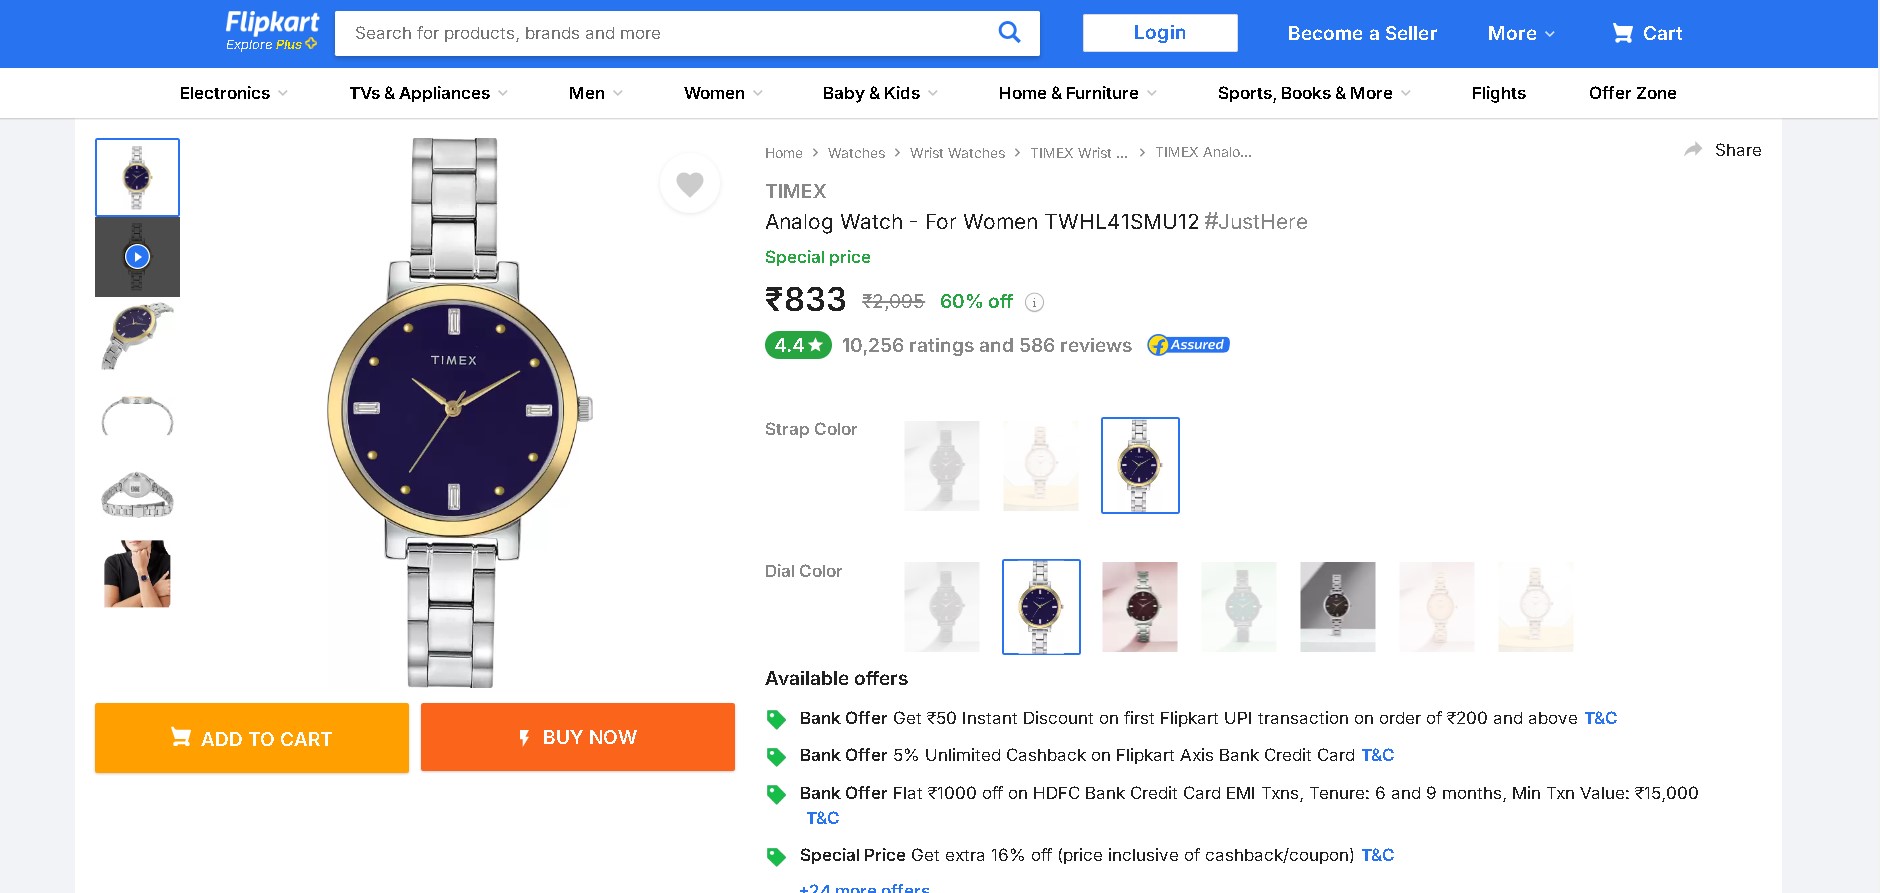 Flipkart
Explore Plus
Search for products, brands and more
Login
Become a Seller
More
Cart
Electronics
TVs & Appliances
Men
Women
Baby & Kids
Home & Furniture
Sports, Books & More
Flights
Offer Zone
Home > Watches > Wrist Watches > TIMEX Wrist ... > TIMEX Analo...
Share
TIMEX
TIMEX
Analog Watch - For Women TWHL41SMU12 #JustHere
Special price
₹833 ₹2,095 60% off i
4.4 ★ 10,256 ratings and 586 reviews f Assured
Strap Color
Dial Color
ADD TO CART
BUY NOW
Available offers
Bank Offer Get ₹50 Instant Discount on first Flipkart UPI transaction on order of ₹200 and above T&C
Bank Offer 5% Unlimited Cashback on Flipkart Axis Bank Credit Card T&C
Bank Offer Flat ₹1000 off on HDFC Bank Credit Card EMI Txns, Tenure: 6 and 9 months, Min Txn Value: ₹15,000
T&C
Special Price Get extra 16% off (price inclusive of cashback/coupon) T&C
+24 more offers